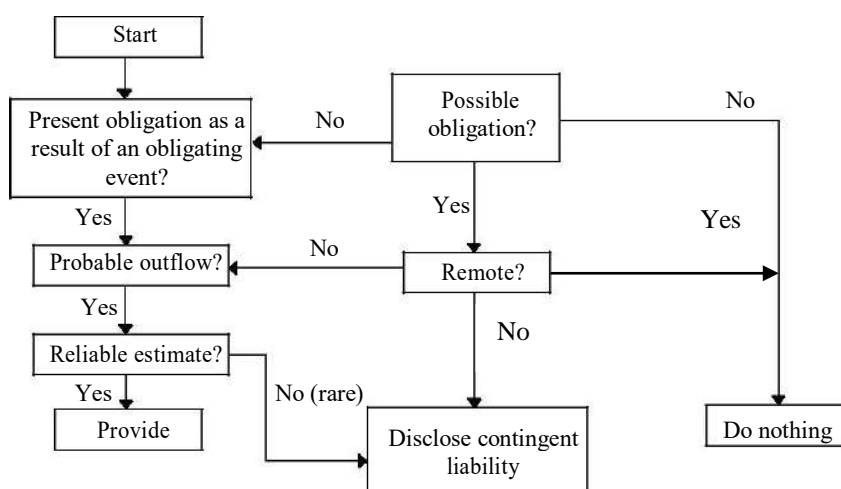 Start
Possible
obligation?
No
Present obligation as a
result of an obligating
event?
No
Yes
Yes
Yes
Probable outflow?
No
Remote?
Yes
No
Reliable estimate?
Yes
No (rare)
Provide
Disclose contingent
liability
Do nothing